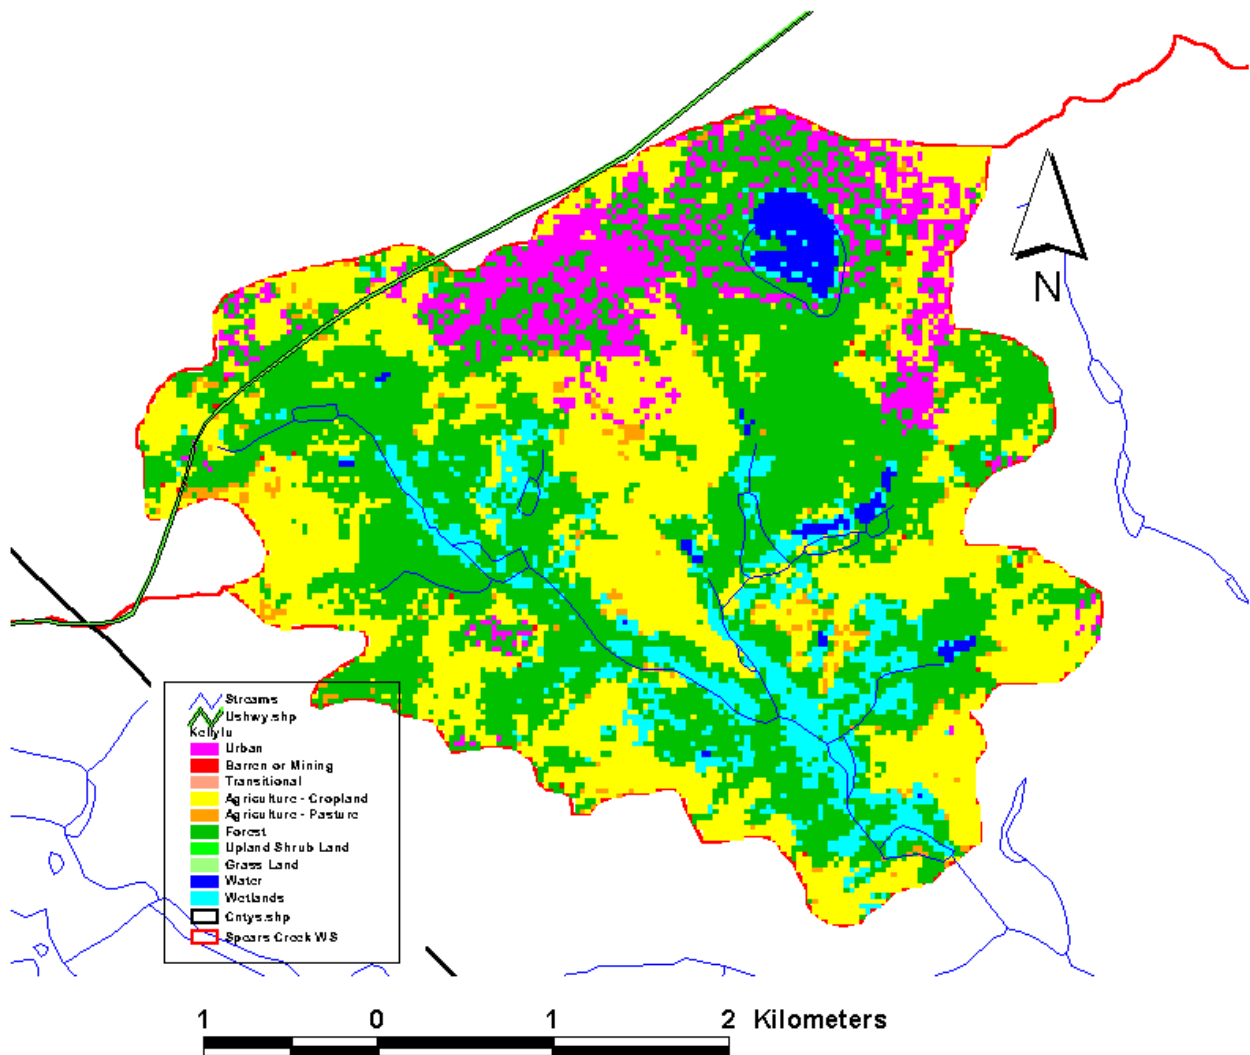 N
Streams
Ushwy.shp
Kellylu
Urban
Barren or Mining
Transitional
Agriculture - Cropland
Agriculture - Pasture
Forest
Upland Shrub Land
Grass Land
Water
Wetlands
Cntys.shp
Spears Creek WS
1 0 1 2 Kilometers